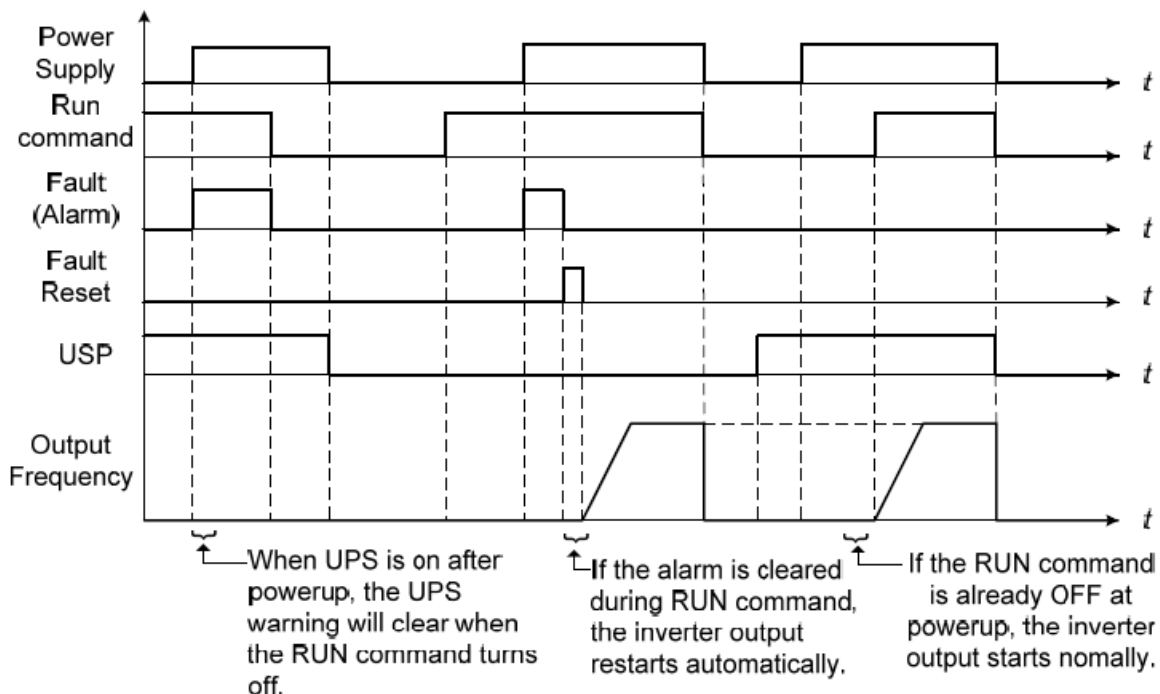 Power
Supply
t
Run
command
t
Fault
(Alarm)
t
Fault
Reset
t
USP
t
Output
Frequency
t
When UPS is on after
powerup, the UPS
warning will clear when
the RUN command turns
off.
If the alarm is cleared
during RUN command,
the inverter output
restarts automatically.
If the RUN command
is already OFF at
powerup, the inverter
output starts nomally.